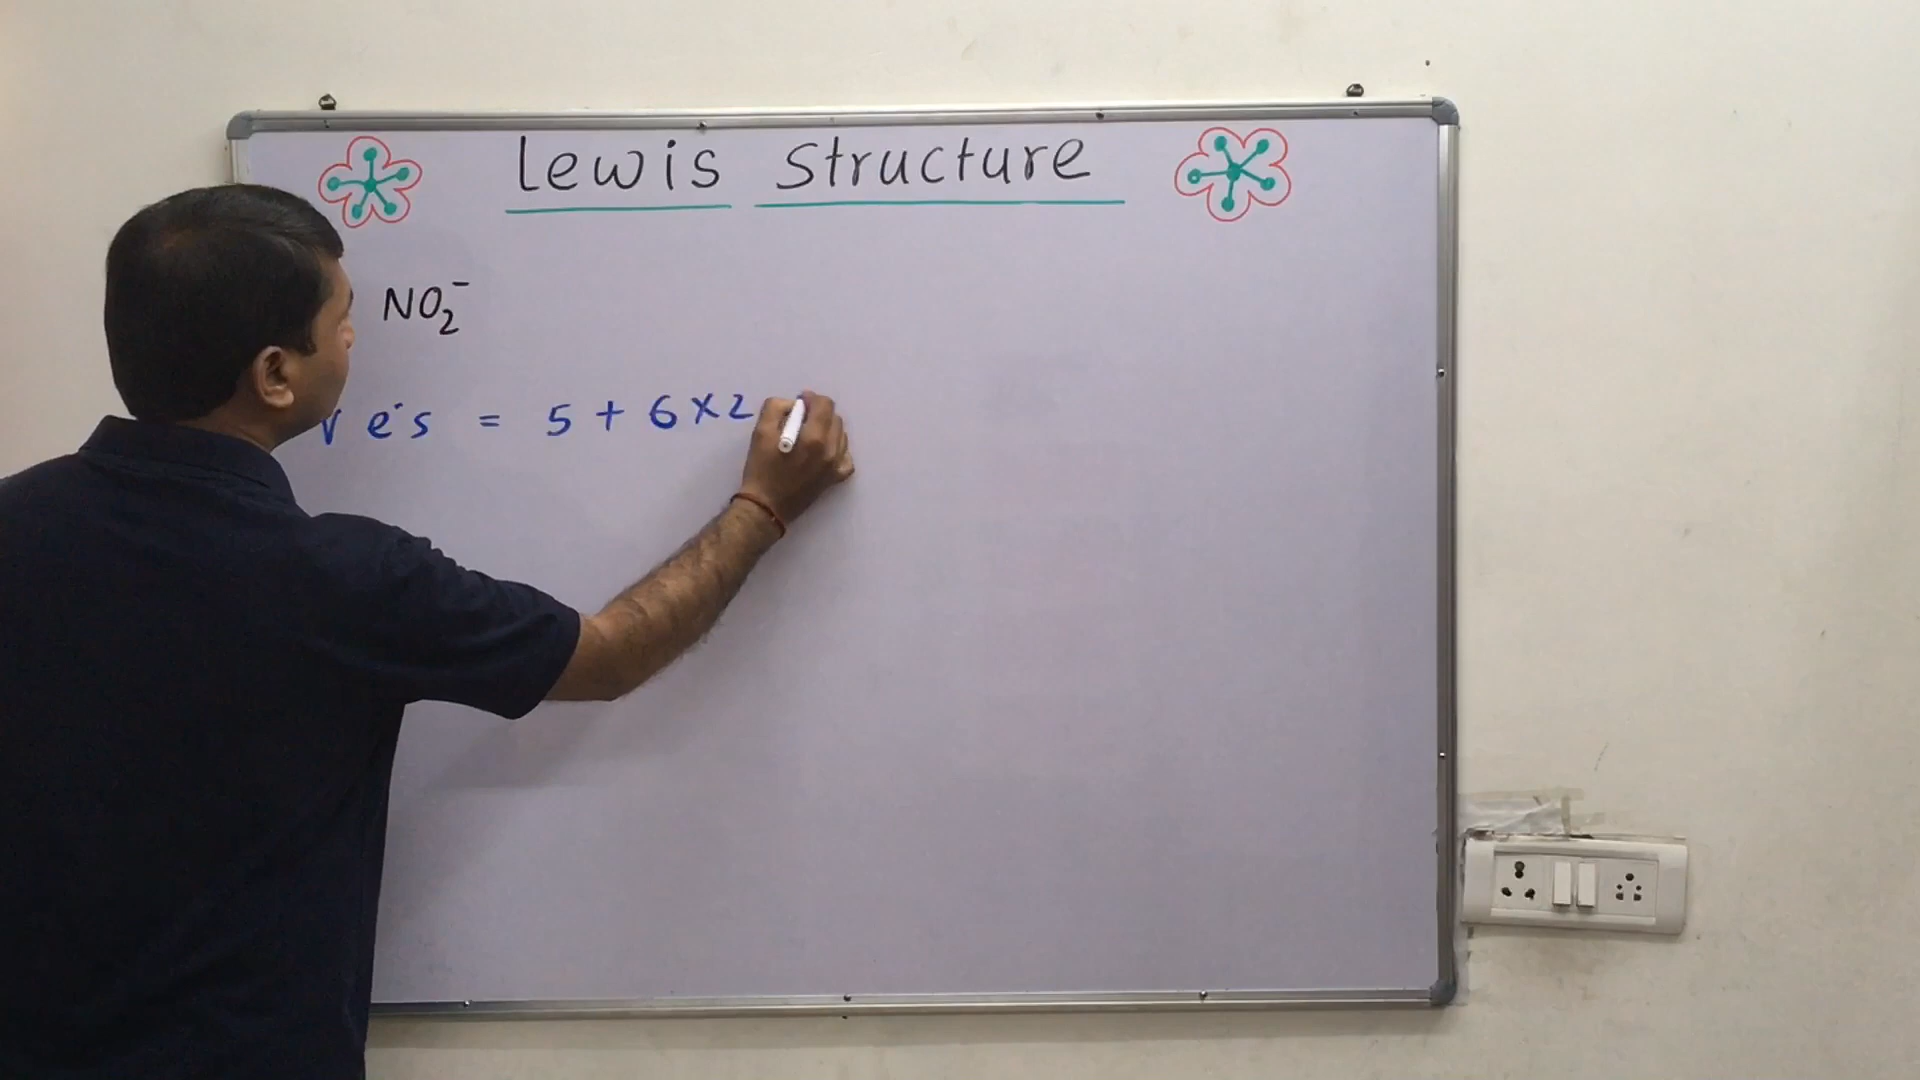 Lewis Structure
NO₂⁻
V e⁻s = 5 + 6×2